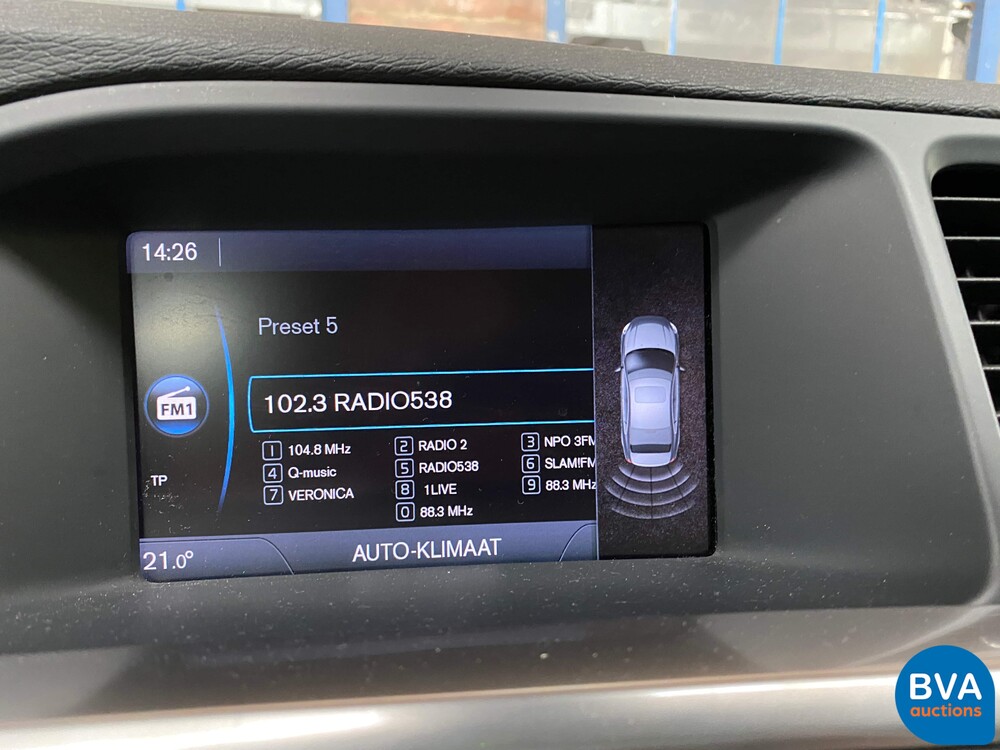 14:26
Preset 5
FM1
102.3 RADIO538
1 104.8 MHz 2 RADIO 2 3 NPO 3FM
4 Q-music 5 RADIO538 6 SLAM!FM
7 VERONICA 8 1LIVE 9 88.3 MHz
0 88.3 MHz
TP
21.0° AUTO-KLIMAAT
BVA
auctions